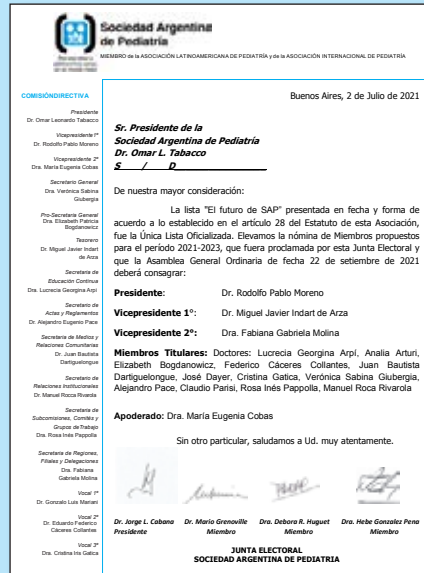 Sociedad Argentina
de Pediatría
MIEMBRO de la ASOCIACIÓN LATINOAMERICANA DE PEDIATRÍA y de la ASOCIACIÓN INTERNACIONAL DE PEDIATRÍA
COMISIÓNDIRECTIVA
Presidente
Dr. Omar Leonardo Tabacco
Vicepresidente 1º
Dr. Rodolfo Pablo Moreno
Vicepresidente 2º
Dra. María Eugenia Cobas
Secretario General
Dra. Verónica Sabina
Giubergia
Pro-Secretaria General
Dra. Elizabeth Patricia
Bogdanowicz
Tesorero
Dr. Miguel Javier Indart
de Arza
Secretaria de
Educación Continua
Dra. Lucrecia Georgina Arpi
Secretario de
Actas y Reglamentos
Dr. Alejandro Eugenio Pace
Secretaria de Medios y
Relaciones Comunitarias
Dr. Juan Bautista
Dartiguelongue
Secretario de
Relaciones Institucionales
Dr. Manuel Rocca Rivarola
Secretaria de
Subcomisiones, Comités y
Grupos de Trabajo
Dra. Rosa Inés Pappolla
Secretaria de Regiones,
Filiales y Delegaciones
Dra. Fabiana
Gabriela Molina
Vocal 1º
Dr. Gonzalo Luis Mariani
Vocal 2º
Dr. Eduardo Federico
Cáceres Collantes
Vocal 3º
Dra. Cristina Iris Gatica
Buenos Aires, 2 de Julio de 2021
Sr. Presidente de la
Sociedad Argentina de Pediatría
Dr. Omar L. Tabacco
S / D
De nuestra mayor consideración:
La lista "El futuro de SAP" presentada en fecha y forma de
acuerdo a lo establecido en el artículo 28 del Estatuto de esta Asociación,
fue la Única Lista Oficializada. Elevamos la nómina de Miembros propuestos
para el período 2021-2023, que fuera proclamada por esta Junta Electoral y
que la Asamblea General Ordinaria de fecha 22 de setiembre de 2021
deberá consagrar:
Presidente: Dr. Rodolfo Pablo Moreno
Vicepresidente 1°: Dr. Miguel Javier Indart de Arza
Vicepresidente 2º: Dra. Fabiana Gabriela Molina
Miembros Titulares: Doctores: Lucrecia Georgina Arpí, Analia Arturi,
Elizabeth Bogdanowicz, Federico Cáceres Collantes, Juan Bautista
Dartiguelongue, José Dayer, Cristina Gatica, Verónica Sabina Giubergia,
Alejandro Pace, Claudio Parisi, Rosa Inés Pappolla, Manuel Roca Rivarola
Apoderado: Dra. María Eugenia Cobas
Sin otro particular, saludamos a Ud. muy atentamente.
Dr. Jorge L. Cabana Dr. Mario Grenoville Dra. Debora R. Huguet Dra. Hebe Gonzalez Pena
Presidente Miembro Miembro Miembro
JUNTA ELECTORAL
SOCIEDAD ARGENTINA DE PEDIATRIA